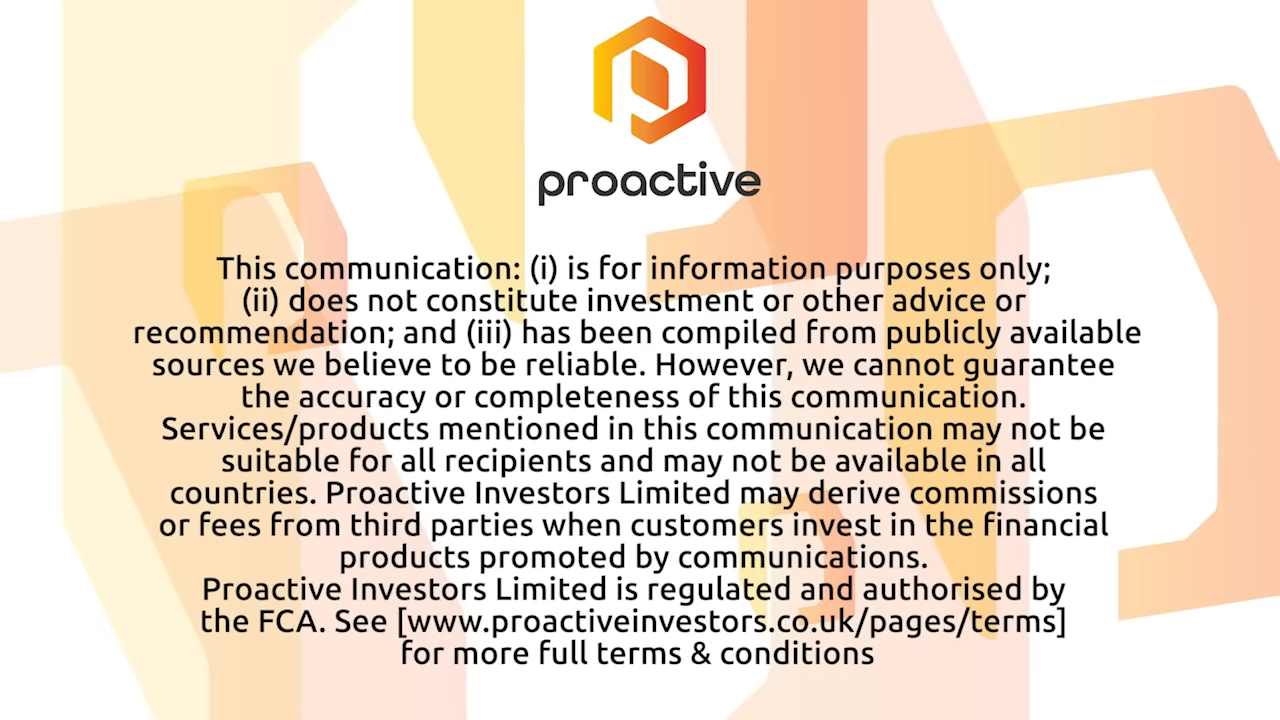 proactive
This communication: (i) is for information purposes only;
(ii) does not constitute investment or other advice or
recommendation; and (iii) has been compiled from publicly available
sources we believe to be reliable. However, we cannot guarantee
the accuracy or completeness of this communication.
Services/products mentioned in this communication may not be
suitable for all recipients and may not be available in all
countries. Proactive Investors Limited may derive commissions
or fees from third parties when customers invest in the financial
products promoted by communications.
Proactive Investors Limited is regulated and authorised by
the FCA. See [www.proactiveinvestors.co.uk/pages/terms]
for more full terms & conditions